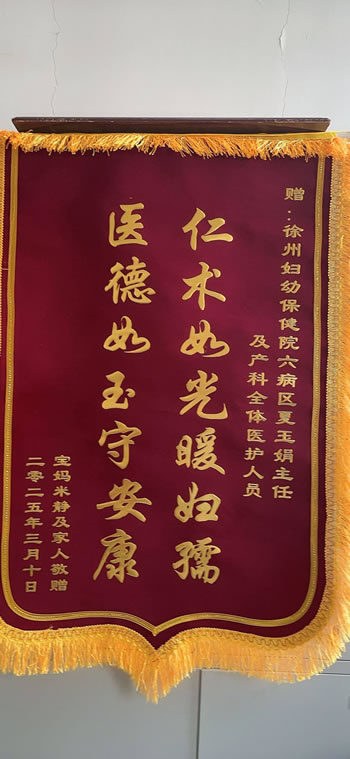 赠：徐州妇幼保健院六病区夏玉娟主任
及产科全体医护人员
仁术如光暖妇孺
医德如玉守安康
宝妈米静及家人敬赠
二零二五年三月十日